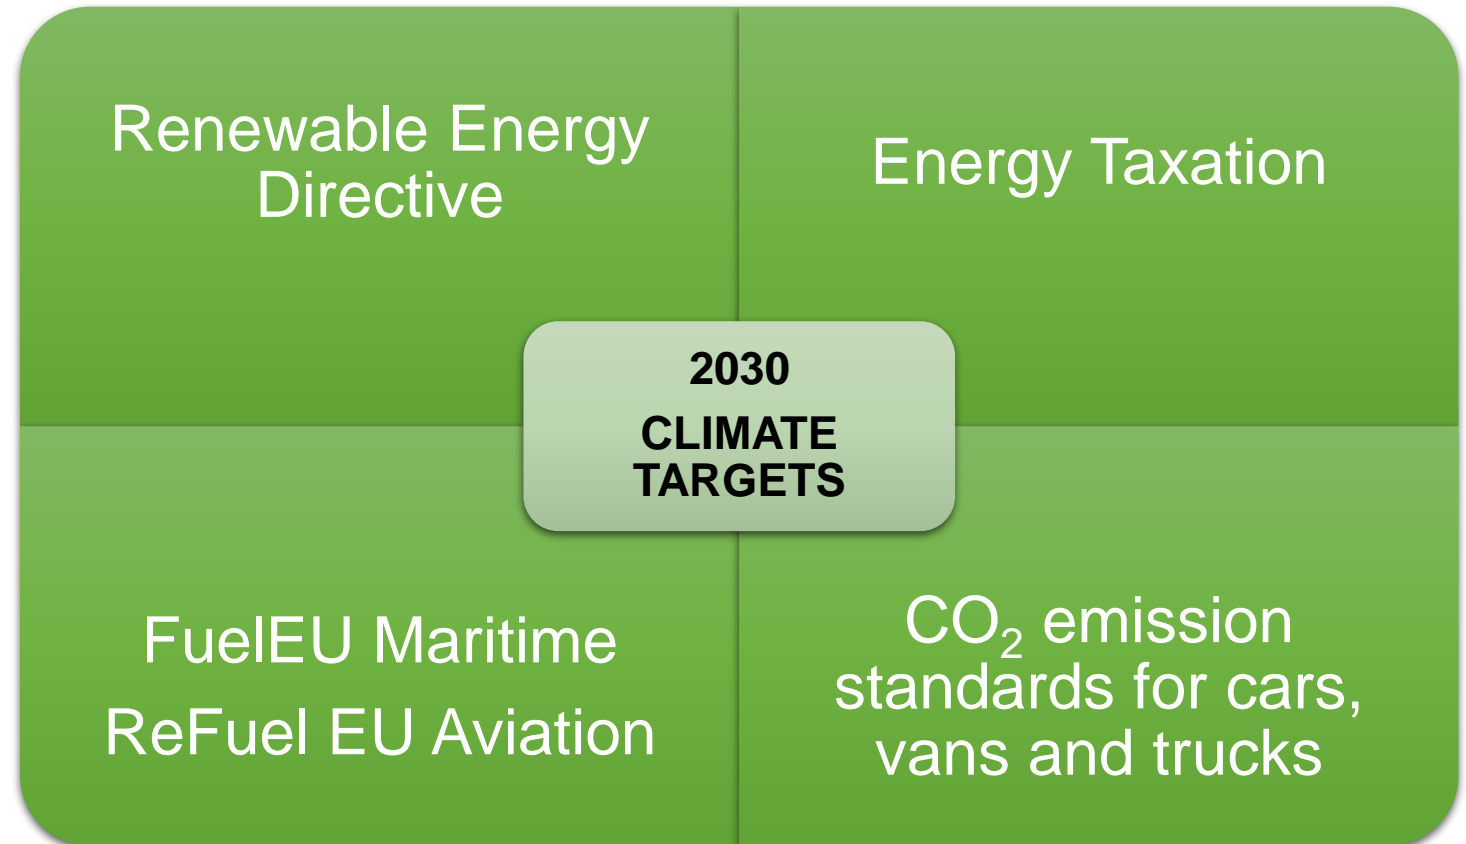 Renewable Energy
Directive
Energy Taxation
2030
CLIMATE
TARGETS
FuelEU Maritime
ReFuel EU Aviation
CO₂ emission
standards for cars,
vans and trucks